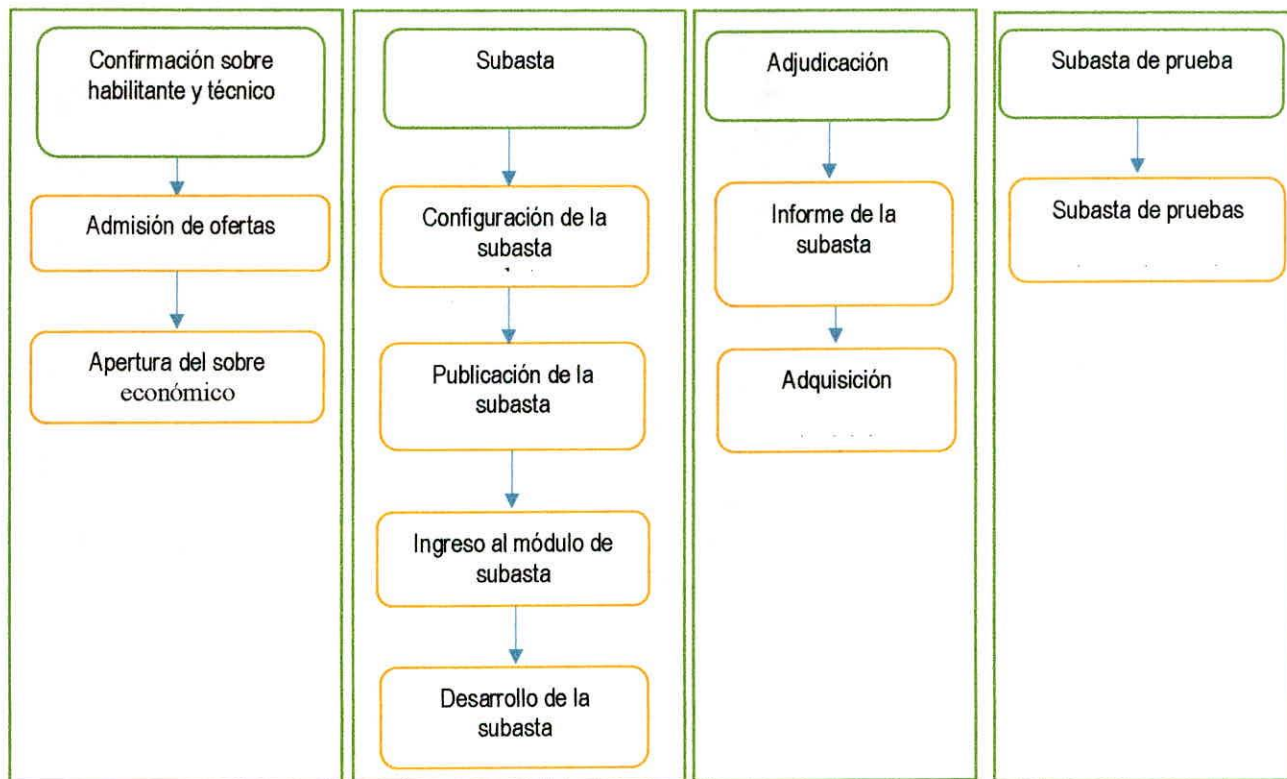 Confirmación sobre
habilitante y técnico
Admisión de ofertas
Apertura del sobre
económico
Subasta
Configuración de la
subasta
Publicación de la
subasta
Ingreso al módulo de
subasta
Desarrollo de la
subasta
Adjudicación
Informe de la
subasta
Adquisición
Subasta de prueba
Subasta de pruebas